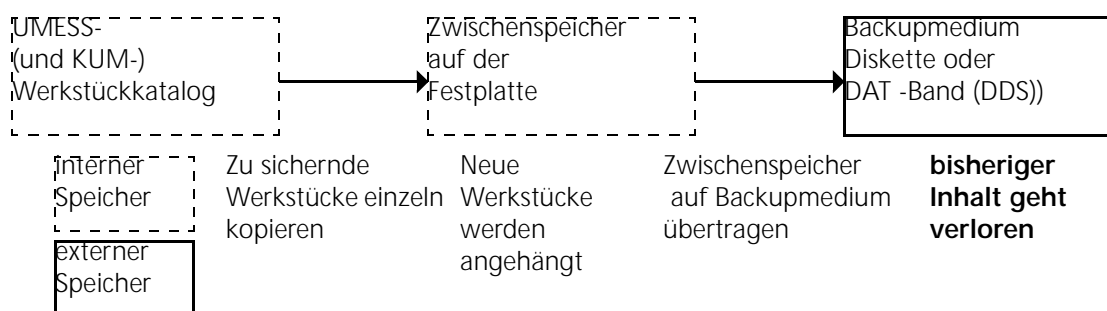 UMESS-
(und KUM-)
Werkstückkatalog
Zwischenspeicher
auf der
Festplatte
Backupmedium
Diskette oder
DAT -Band (DDS))
interner
Speicher
externer
Speicher
Zu sichernde
Werkstücke einzeln
kopieren
Neue
Werkstücke
werden
angehängt
Zwischenspeicher
auf Backupmedium
übertragen
bisheriger
Inhalt geht
verloren